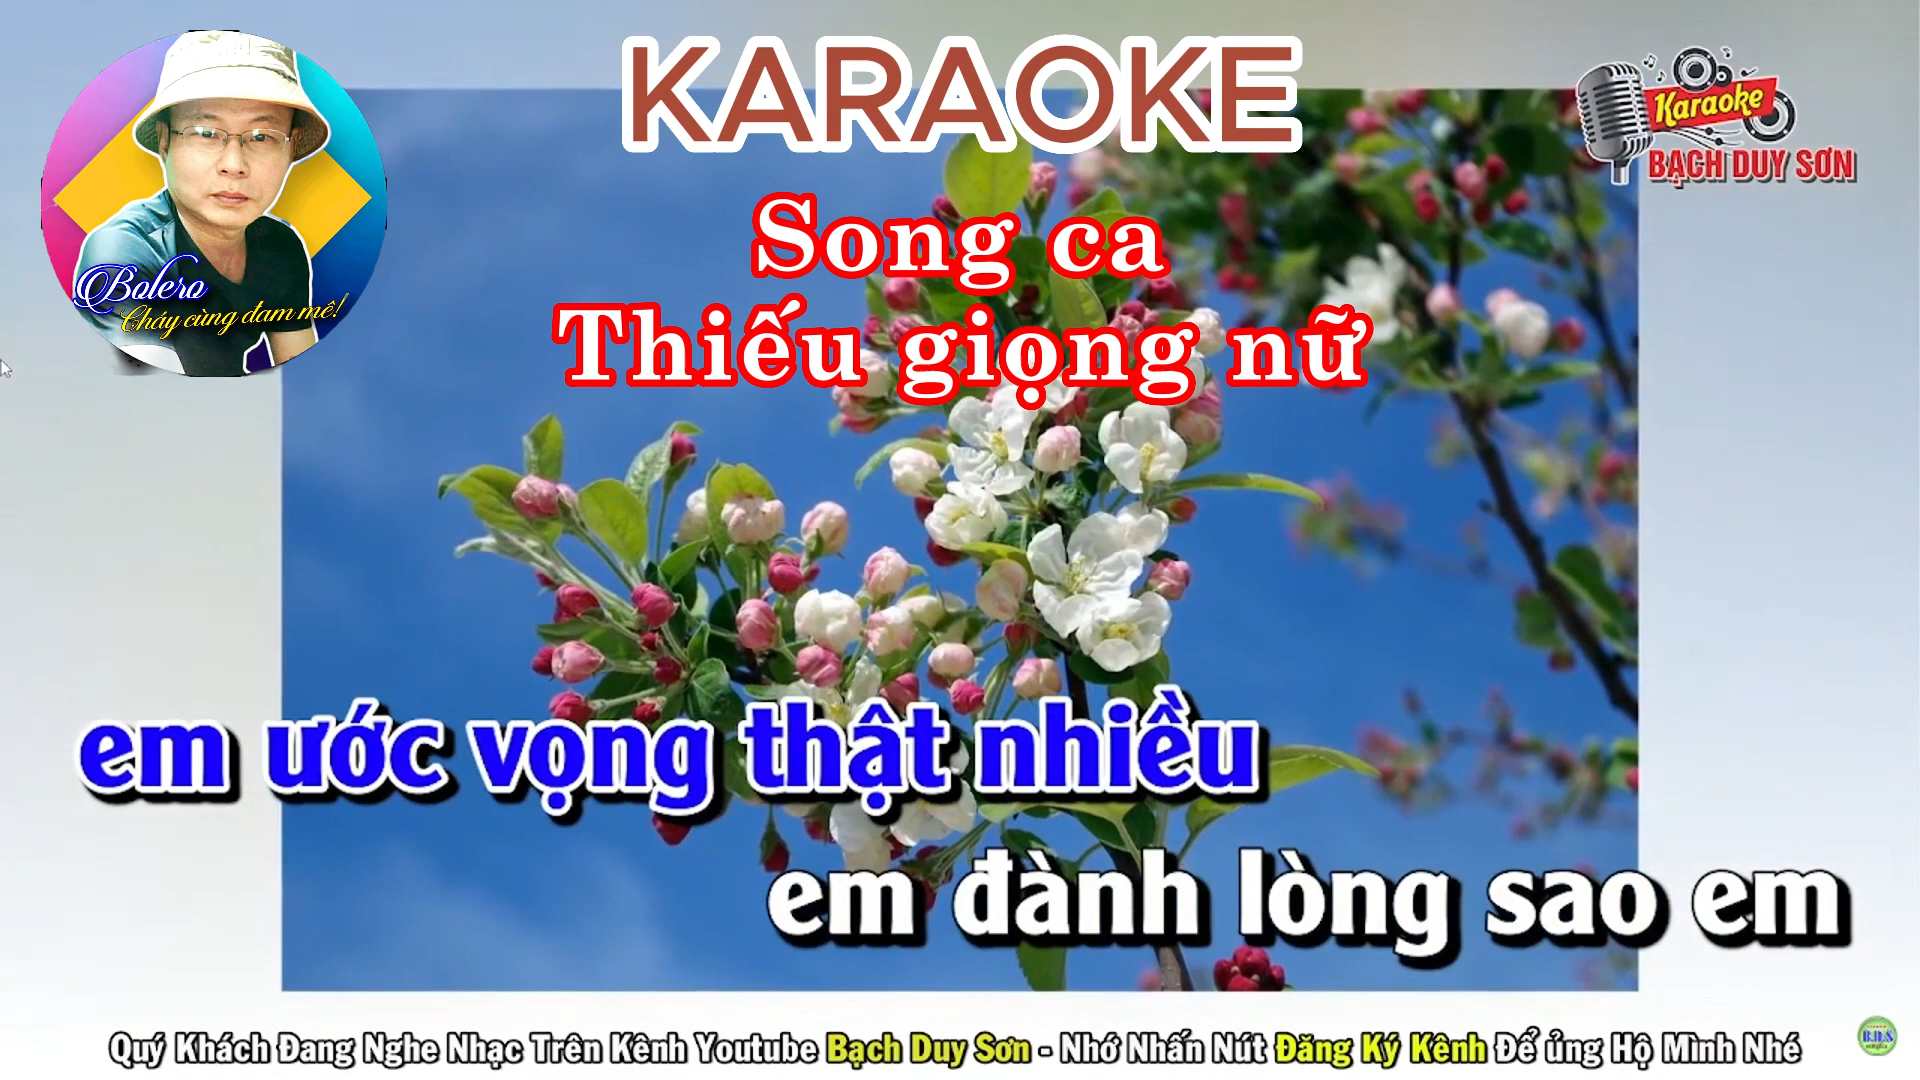 KARAOKE
Karaoke
BẠCH DUY SƠN
Song ca
Thiếu giọng nữ
Bolero
Cháy cùng đam mê!
em ước vọng thật nhiều
em đành lòng sao em
Quý Khách Đang Nghe Nhạc Trên Kênh Youtube Bạch Duy Sơn - Nhớ Nhấn Nút Đăng Ký Kênh Để ủng Hộ Mình Nhé
B.D.S